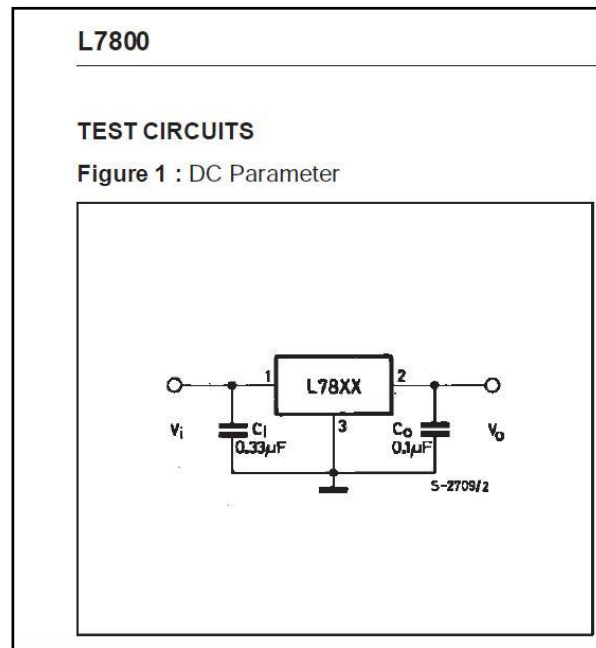 L7800
TEST CIRCUITS
Figure 1 : DC Parameter
1
L78XX
2
3
Vi
CI
0.33µF
Co
0.1µF
Vo
S-2709/2